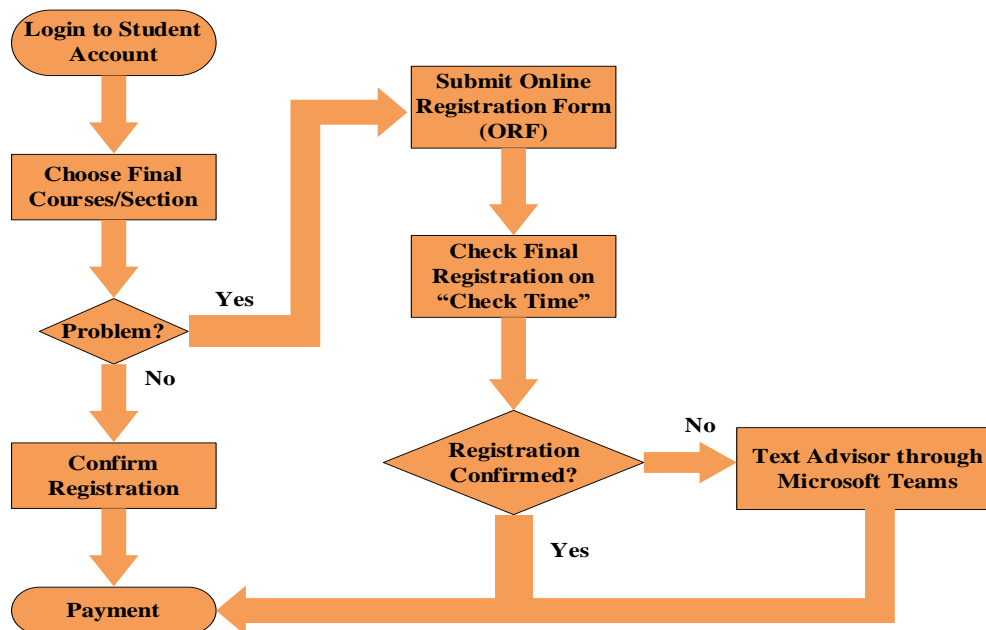 Login to Student
Account
Choose Final
Courses/Section
Problem?
Yes
No
Confirm
Registration
Payment
Submit Online
Registration Form
(ORF)
Check Final
Registration on
“Check Time”
Registration
Confirmed?
No
Yes
Text Advisor through
Microsoft Teams